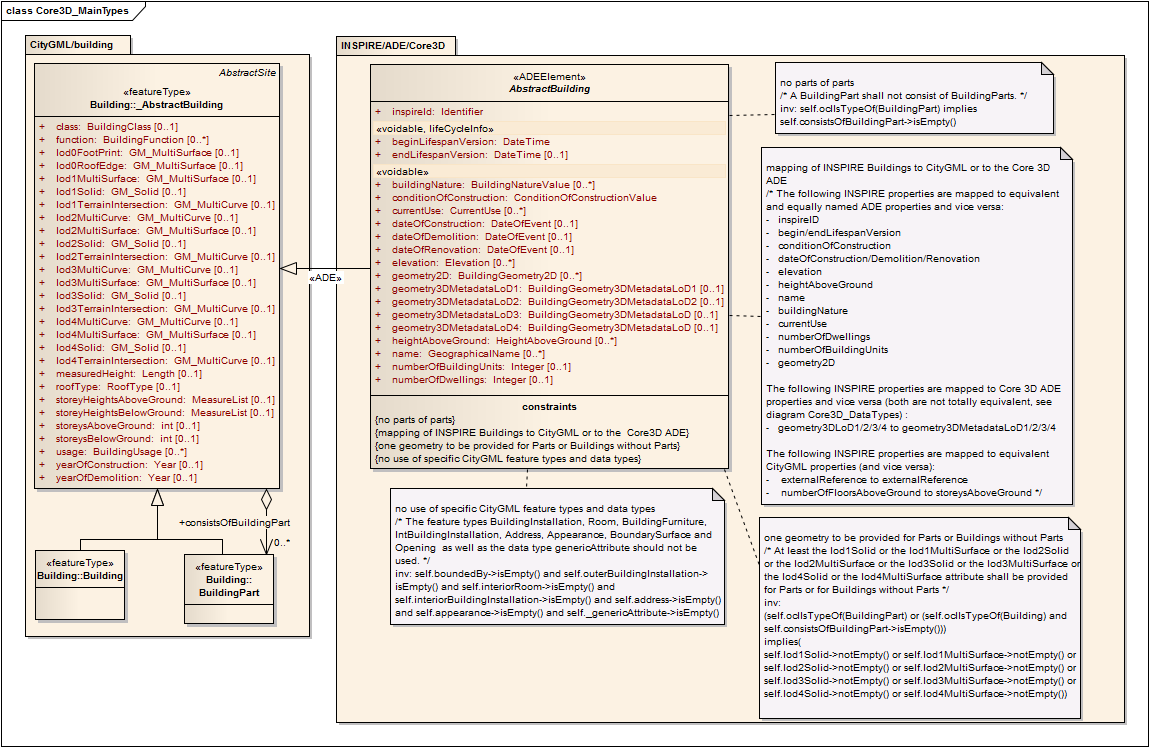 class Core3D_MainTypes
CityGML/building
AbstractSite
«featureType»
Building::_AbstractBuilding
+ class: BuildingClass [0..1]
+ function: BuildingFunction [0..*]
+ lod0FootPrint: GM_MultiSurface [0..1]
+ lod0RoofEdge: GM_MultiSurface [0..1]
+ lod1MultiSurface: GM_MultiSurface [0..1]
+ lod1Solid: GM_Solid [0..1]
+ lod1TerrainIntersection: GM_MultiCurve [0..1]
+ lod2MultiCurve: GM_MultiCurve [0..1]
+ lod2MultiSurface: GM_MultiSurface [0..1]
+ lod2Solid: GM_Solid [0..1]
+ lod2TerrainIntersection: GM_MultiCurve [0..1]
+ lod3MultiCurve: GM_MultiCurve [0..1]
+ lod3MultiSurface: GM_MultiSurface [0..1]
+ lod3Solid: GM_Solid [0..1]
+ lod3TerrainIntersection: GM_MultiCurve [0..1]
+ lod4MultiCurve: GM_MultiCurve [0..1]
+ lod4MultiSurface: GM_MultiSurface [0..1]
+ lod4Solid: GM_Solid [0..1]
+ lod4TerrainIntersection: GM_MultiCurve [0..1]
+ measuredHeight: Length [0..1]
+ roofType: RoofType [0..1]
+ storeyHeightsAboveGround: MeasureList [0..1]
+ storeyHeightsBelowGround: MeasureList [0..1]
+ storeysAboveGround: int [0..1]
+ storeysBelowGround: int [0..1]
+ usage: BuildingUsage [0..*]
+ yearOfConstruction: Year [0..1]
+ yearOfDemolition: Year [0..1]
+consistsOfBuildingPart
0..*
«featureType»
Building::Building
«featureType»
Building::
BuildingPart
«ADE»
INSPIRE/ADE/Core3D
«ADEElement»
AbstractBuilding
+ inspireId: Identifier
«voidable, lifeCycleInfo»
+ beginLifespanVersion: DateTime
+ endLifespanVersion: DateTime [0..1]
«voidable»
+ buildingNature: BuildingNatureValue [0..*]
+ conditionOfConstruction: ConditionOfConstructionValue
+ currentUse: CurrentUse [0..*]
+ dateOfConstruction: DateOfEvent [0..1]
+ dateOfDemolition: DateOfEvent [0..1]
+ dateOfRenovation: DateOfEvent [0..1]
+ elevation: Elevation [0..*]
+ geometry2D: BuildingGeometry2D [0..*]
+ geometry3DMetadataLoD1: BuildingGeometry3DMetadataLoD1 [0..1]
+ geometry3DMetadataLoD2: BuildingGeometry3DMetadataLoD2 [0..1]
+ geometry3DMetadataLoD3: BuildingGeometry3DMetadataLoD [0..1]
+ geometry3DMetadataLoD4: BuildingGeometry3DMetadataLoD [0..1]
+ heightAboveGround: HeightAboveGround [0..*]
+ name: GeographicalName [0..*]
+ numberOfBuildingUnits: Integer [0..1]
+ numberOfDwellings: Integer [0..1]
constraints
{no parts of parts}
{mapping of INSPIRE Buildings to CityGML or to the Core3D ADE}
{one geometry to be provided for Parts or Buildings without Parts}
{no use of specific CityGML feature types and data types}
no use of specific CityGML feature types and data types
/* The feature types BuildingInstallation, Room, BuildingFurniture,
IntBuildingInstallation, Address, Appearance, BoundarySurface and
Opening as well as the data type genericAttribute should not be
used. */
inv: self.boundedBy->isEmpty() and self.outerBuildingInstallation->
isEmpty() and self.interiorRoom->isEmpty() and
self.interiorBuildingInstallation->isEmpty() and self.address->isEmpty()
and self.appearance->isEmpty() and self._genericAttribute->isEmpty()
no parts of parts
/* A BuildingPart shall not consist of BuildingParts. */
inv: self.oclIsTypeOf(BuildingPart) implies
self.consistsOfBuildingPart->isEmpty()
mapping of INSPIRE Buildings to CityGML or to the Core 3D
ADE
/* The following INSPIRE properties are mapped to equivalent
and equally named ADE properties and vice versa:
- inspireID
- begin/endLifespanVersion
- conditionOfConstruction
- dateOfConstruction/Demolition/Renovation
- elevation
- heightAboveGround
- name
- buildingNature
- currentUse
- numberOfDwellings
- numberOfBuildingUnits
- geometry2D
The following INSPIRE properties are mapped to Core 3D ADE
properties and vice versa (both are not totally equivalent, see
diagram Core3D_DataTypes) :
- geometry3DLoD1/2/3/4 to geometry3DMetadataLoD1/2/3/4
The following INSPIRE properties are mapped to equivalent
CityGML properties (and vice versa):
- externalReference to externalReference
- numberOfFloorsAboveGround to storeysAboveGround */
one geometry to be provided for Parts or Buildings without Parts
/* At least the lod1Solid or the lod1MultiSurface or the lod2Solid
or the lod2MultiSurface or the lod3Solid or the lod3MultiSurface or
the lod4Solid or the lod4MultiSurface attribute shall be provided
for Parts or for Buildings without Parts */
inv:
(self.oclIsTypeOf(BuildingPart) or (self.oclIsTypeOf(Building) and
self.consistsOfBuildingPart->isEmpty()))
implies(
self.lod1Solid->notEmpty() or self.lod1MultiSurface->notEmpty() or
self.lod2Solid->notEmpty() or self.lod2MultiSurface->notEmpty() or
self.lod3Solid->notEmpty() or self.lod3MultiSurface->notEmpty() or
self.lod4Solid->notEmpty() or self.lod4MultiSurface->notEmpty())